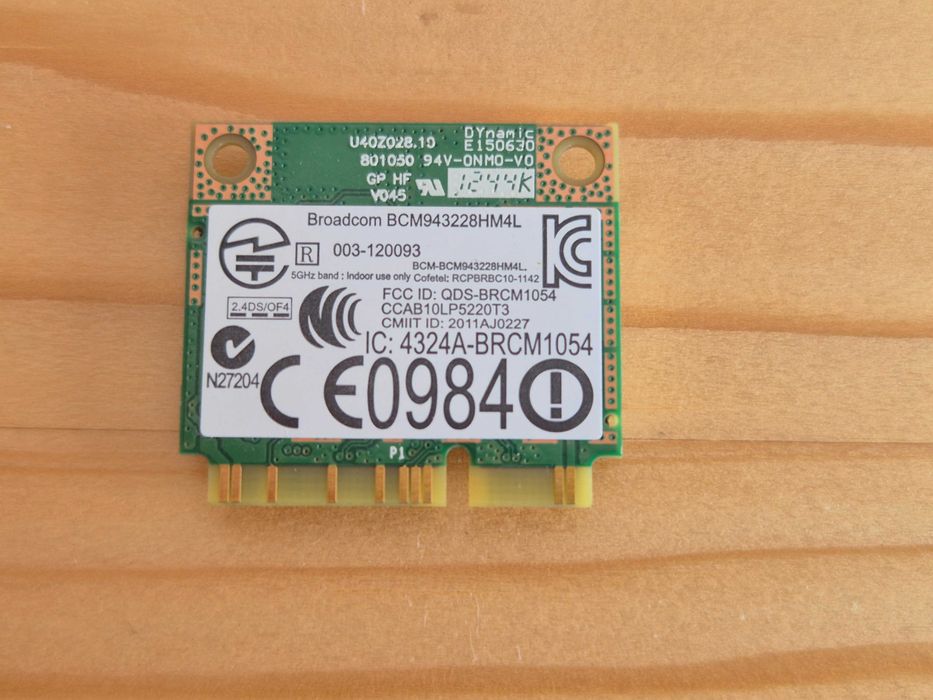 DYnamic
U40Z028.10 E150630
801050 94V-0NMO-V0
GP HF 1244K
V045
Broadcom BCM943228HM4L
R 003-120093
BCM-BCM943228HM4L.
5GHz band : Indoor use only Cofetel: RCPBRBC10-1142
FCC ID: QDS-BRCM1054
2.4DS/OF4 CCAB10LP5220T3
CMIIT ID: 2011AJ0227
IC: 4324A-BRCM1054
N27204 CE0984
P1